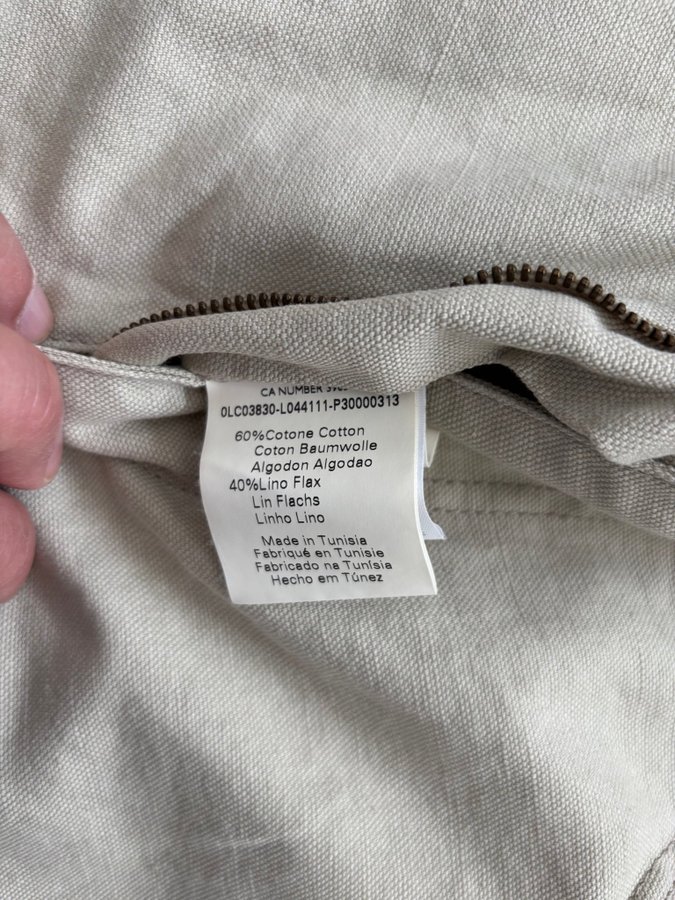 CA NUMBER
0LC03830-L044111-P30000313
60%Cotone Cotton
Coton Baumwolle
Algodon Algodao
40%Lino Flax
Lin Flachs
Linho Lino
Made in Tunisia
Fabriqué en Tunisie
Fabricado na Tunísia
Hecho em Túnez